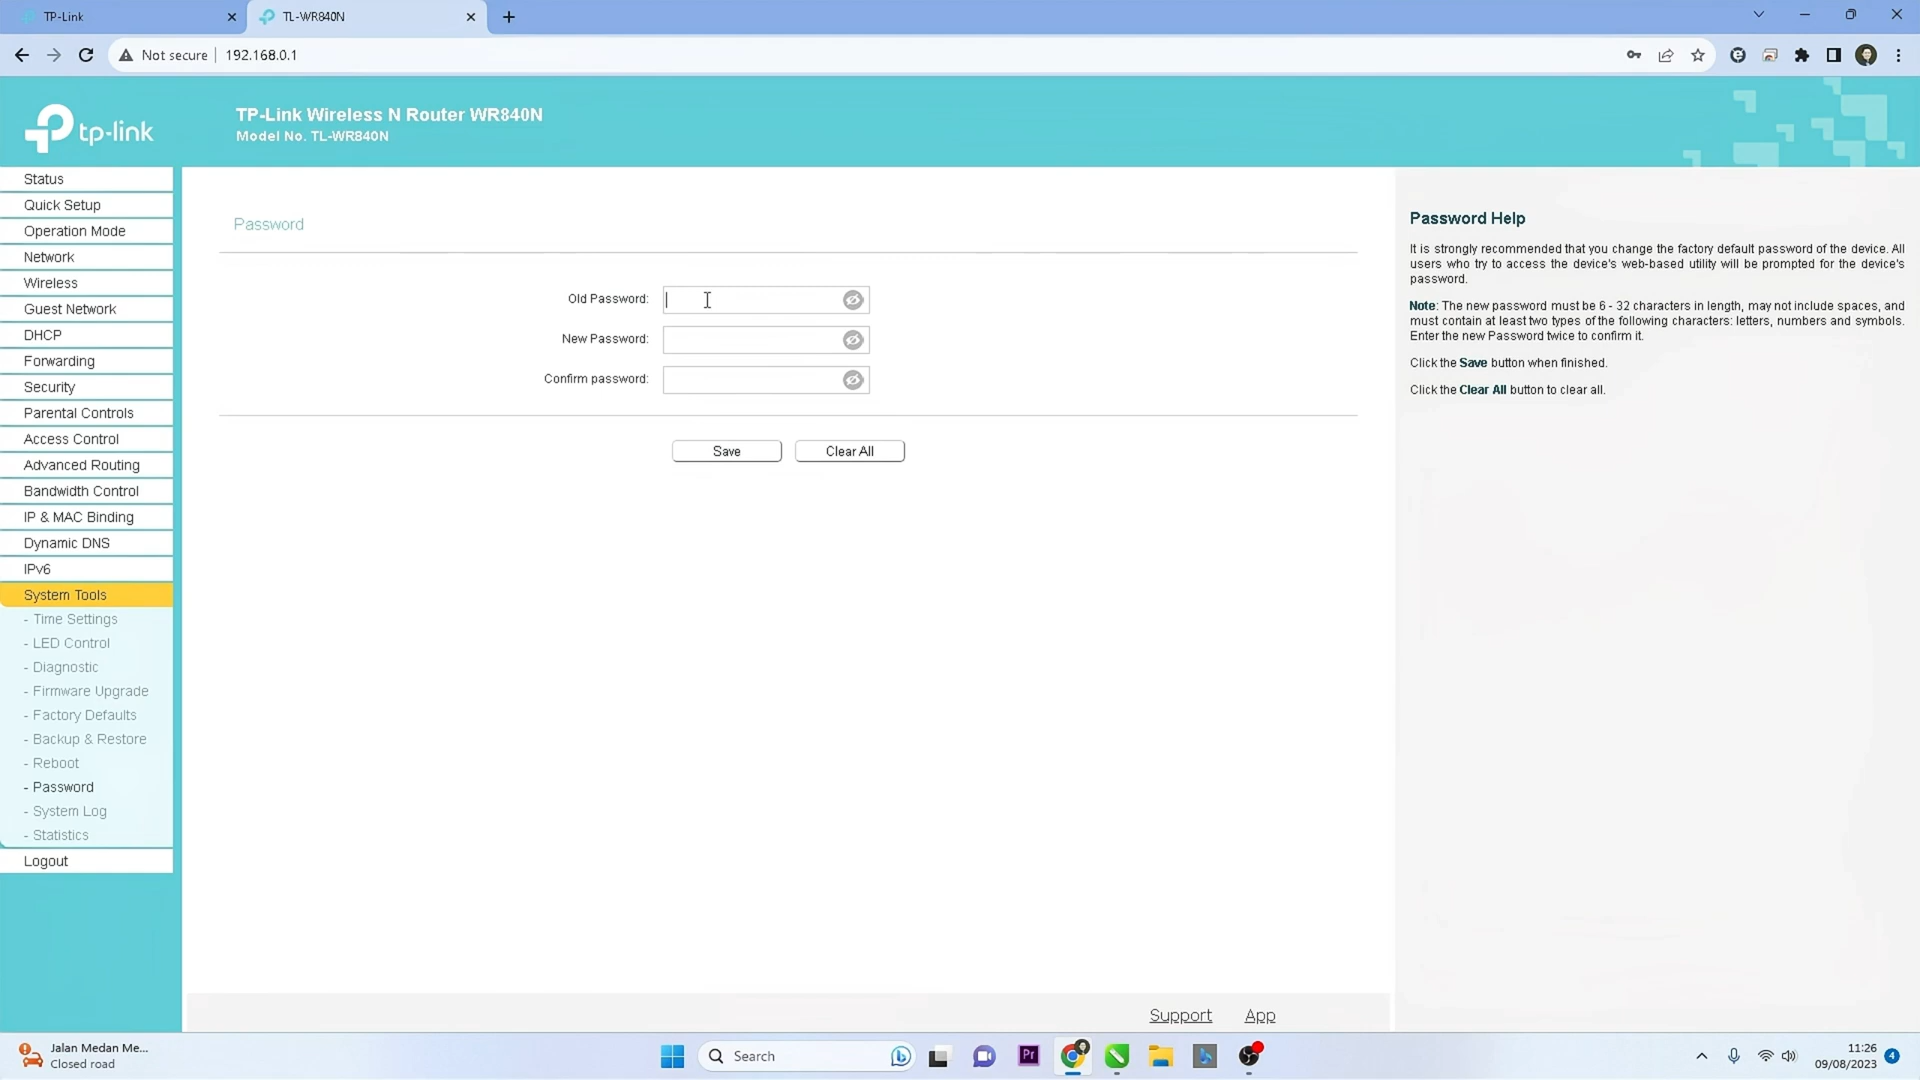 TP-Link
TL-WR840N
Not secure
192.168.0.1
tp-link
TP-Link Wireless N Router WR840N
Model No. TL-WR840N
Status
Quick Setup
Operation Mode
Network
Wireless
Guest Network
DHCP
Forwarding
Security
Parental Controls
Access Control
Advanced Routing
Bandwidth Control
IP & MAC Binding
Dynamic DNS
IPv6
System Tools
- Time Settings
- LED Control
- Diagnostic
- Firmware Upgrade
- Factory Defaults
- Backup & Restore
- Reboot
- Password
- System Log
- Statistics
Logout
Password
Old Password:
New Password:
Confirm password:
Save
Clear All
Password Help
It is strongly recommended that you change the factory default password of the device. All
users who try to access the device's web-based utility will be prompted for the device's
password.
Note: The new password must be 6 - 32 characters in length, may not include spaces, and
must contain at least two types of the following characters: letters, numbers and symbols.
Enter the new Password twice to confirm it.
Click the Save button when finished.
Click the Clear All button to clear all.
Support
App
Jalan Medan Me...
Closed road
Search
Pr
11:26
09/08/2023
4